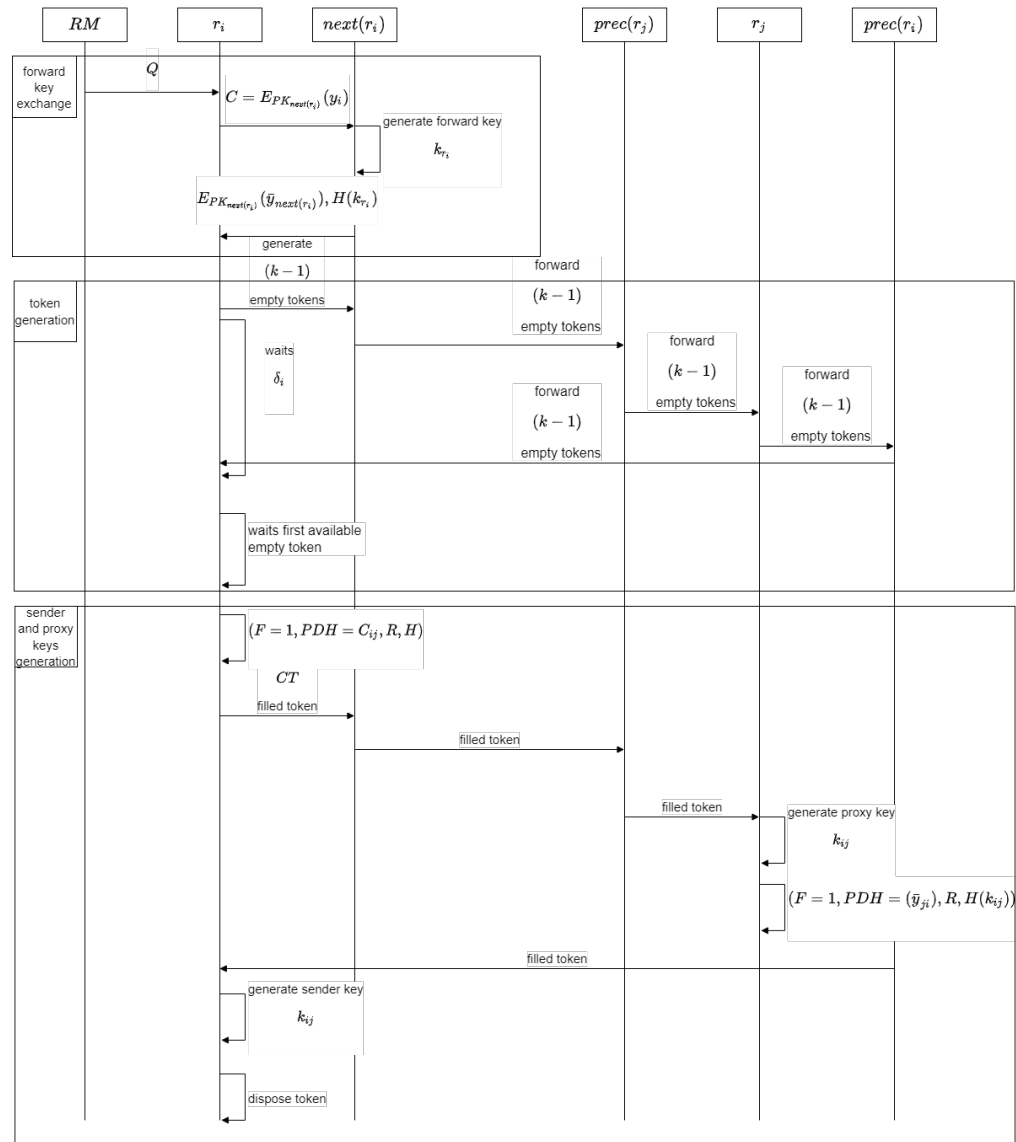 RM
r_i
next(r_i)
prec(r_j)
r_j
prec(r_i)
forward
key
exchange
Q
C = E_{PK_{next(r_i)}}(y_i)
generate forward key
k_{r_i}
E_{PK_{next(r_i)}}(ȳ_{next(r_i)}), H(k_{r_i})
token
generation
generate
(k − 1)
empty tokens
forward
(k − 1)
empty tokens
waits
δ_i
forward
(k − 1)
empty tokens
forward
(k − 1)
empty tokens
forward
(k − 1)
empty tokens
waits first available
empty token
sender
and proxy
keys
generation
(F = 1, PDH = C_{ij}, R, H)
CT
filled token
filled token
filled token
generate proxy key
k_{ij}
(F = 1, PDH = (ȳ_{ji}), R, H(k_{ij}))
filled token
generate sender key
k_{ij}
dispose token